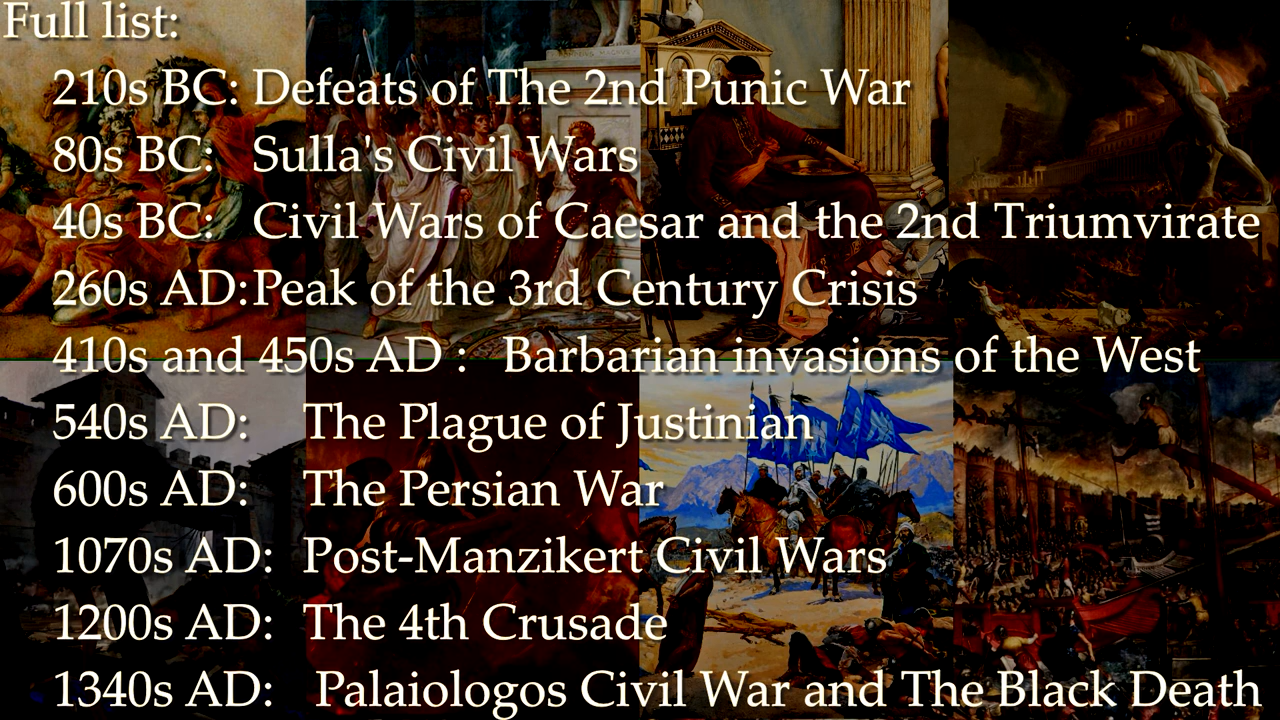 Full list:
210s BC: Defeats of The 2nd Punic War
80s BC: Sulla's Civil Wars
40s BC: Civil Wars of Caesar and the 2nd Triumvirate
260s AD: Peak of the 3rd Century Crisis
410s and 450s AD : Barbarian invasions of the West
540s AD: The Plague of Justinian
600s AD: The Persian War
1070s AD: Post-Manzikert Civil Wars
1200s AD: The 4th Crusade
1340s AD: Palaiologos Civil War and The Black Death